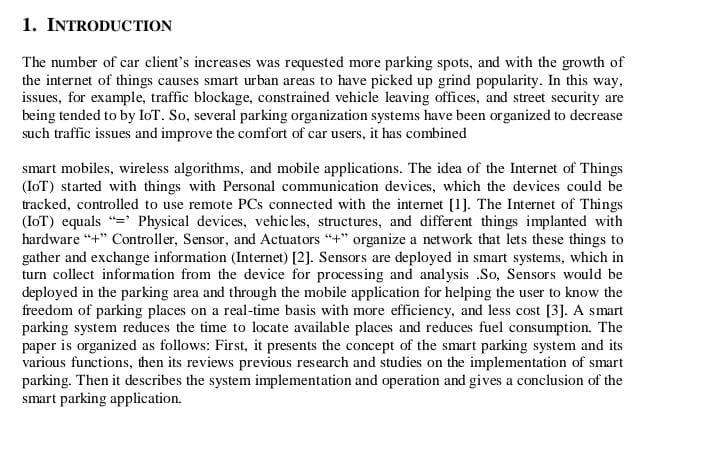 1. INTRODUCTION
The number of car client’s increases was requested more parking spots, and with the growth of
the internet of things causes smart urban areas to have picked up grind popularity. In this way,
issues, for example, traffic blockage, constrained vehicle leaving offices, and street security are
being tended to by IoT. So, several parking organization systems have been organized to decrease
such traffic issues and improve the comfort of car users, it has combined
smart mobiles, wireless algorithms, and mobile applications. The idea of the Internet of Things
(IoT) started with things with Personal communication devices, which the devices could be
tracked, controlled to use remote PCs connected with the internet [1]. The Internet of Things
(IoT) equals “=’ Physical devices, vehicles, structures, and different things implanted with
hardware “+” Controller, Sensor, and Actuators “+” organize a network that lets these things to
gather and exchange information (Internet) [2]. Sensors are deployed in smart systems, which in
turn collect information from the device for processing and analysis .So, Sensors would be
deployed in the parking area and through the mobile application for helping the user to know the
freedom of parking places on a real-time basis with more efficiency, and less cost [3]. A smart
parking system reduces the time to locate available places and reduces fuel consumption. The
paper is organized as follows: First, it presents the concept of the smart parking system and its
various functions, then its reviews previous research and studies on the implementation of smart
parking. Then it describes the system implementation and operation and gives a conclusion of the
smart parking application.